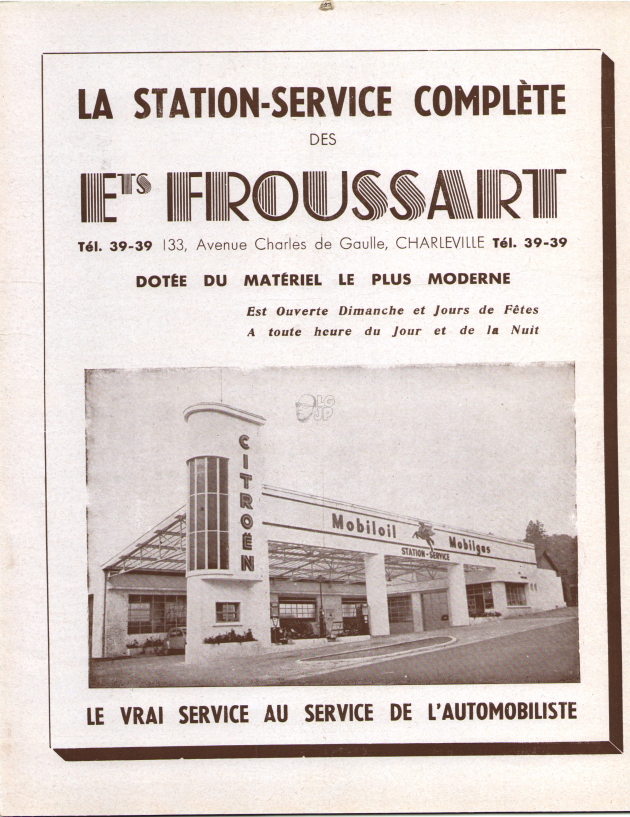 LA STATION-SERVICE COMPLÈTE
DES
ETS FROUSSART
Tél. 39-39 133, Avenue Charles de Gaulle, CHARLEVILLE Tél. 39-39
DOTÉE DU MATÉRIEL LE PLUS MODERNE
Est Ouverte Dimanche et Jours de Fêtes
A toute heure du Jour et de la Nuit
LG
JP
CITROËN
Mobiloil Mobilgas
STATION-SERVICE
LE VRAI SERVICE AU SERVICE DE L'AUTOMOBILISTE